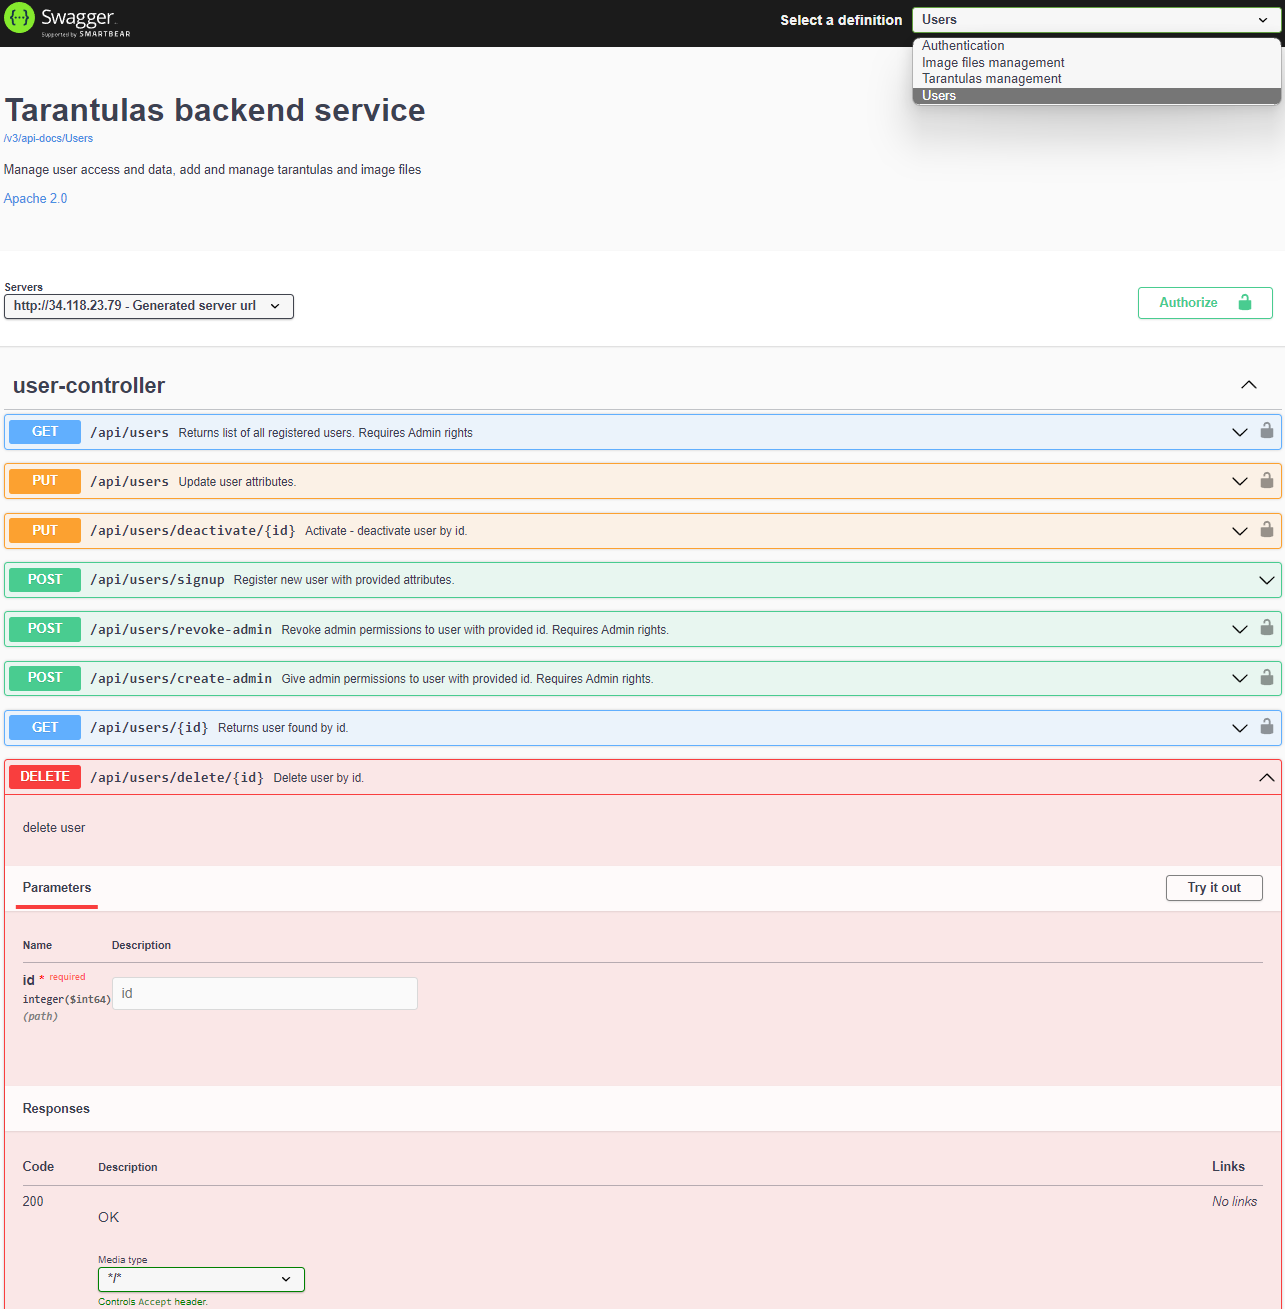 Swagger.
Supported by SMARTBEAR
Select a definition
Users
Authentication
Image files management
Tarantulas management
Users
Tarantulas backend service
/v3/api-docs/Users
Manage user access and data, add and manage tarantulas and image files
Apache 2.0
Servers
http://34.118.23.79 - Generated server url
Authorize
user-controller
GET /api/users Returns list of all registered users. Requires Admin rights
PUT /api/users Update user attributes.
PUT /api/users/deactivate/{id} Activate - deactivate user by id.
POST /api/users/signup Register new user with provided attributes.
POST /api/users/revoke-admin Revoke admin permissions to user with provided id. Requires Admin rights.
POST /api/users/create-admin Give admin permissions to user with provided id. Requires Admin rights.
GET /api/users/{id} Returns user found by id.
DELETE /api/users/delete/{id} Delete user by id.
delete user
Parameters
Try it out
Name Description
id * required
integer($int64)
(path)
id
Responses
Code Description Links
200
OK
No links
Media type
*/*
Controls Accept header.